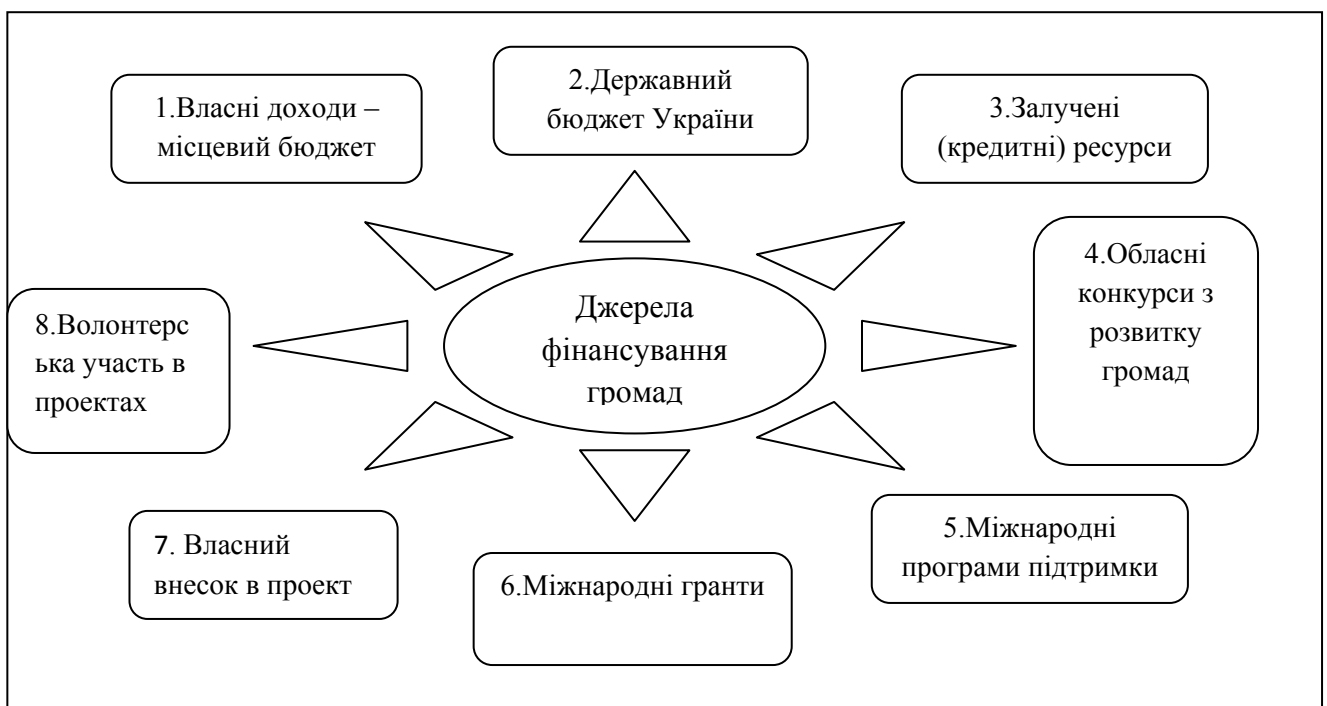 1.Власні доходи –
місцевий бюджет
2.Державний
бюджет України
3.Залучені
(кредитні) ресурси
4.Обласні
конкурси з
розвитку
громад
Джерела
фінансування
громад
8.Волонтерс
ька участь в
проектах
7. Власний
внесок в проект
6.Міжнародні гранти
5.Міжнародні
програми підтримки